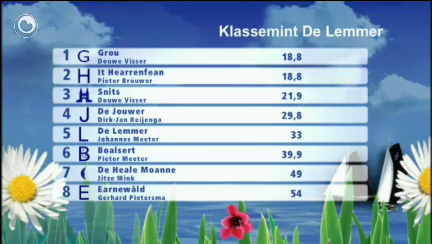 Klassemint De Lemmer
1 G Grou 18,8
Douwe Visser
2 H It Hearrenfean 18,8
Pieter Brouwer
3 Snits 21,9
Douwe Visser
4 J De Jouwer 29,8
Dirk-Jan Reijenga
5 L De Lemmer 33
Johannes Meeter
6 B Boalsert 39,9
Pieter Meeter
7 De Heale Moanne 49
Jitze Mink
8 E Earnewâld 54
Gerhard Pietersma